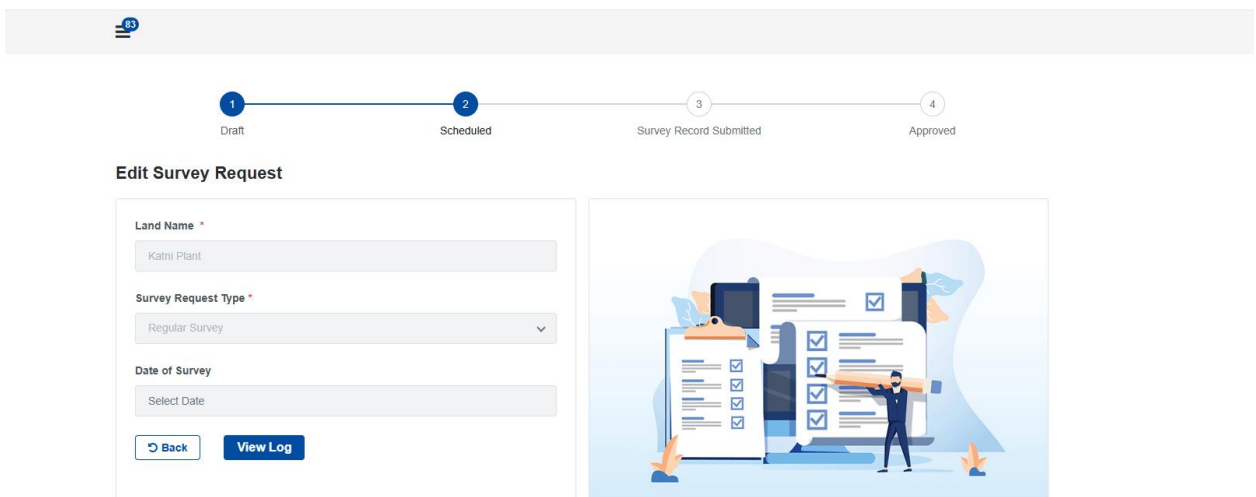 83
1 2 3 4
Draft Scheduled Survey Record Submitted Approved
Edit Survey Request
Land Name *
Katni Plant
Survey Request Type *
Regular Survey
Date of Survey
Select Date
Back View Log